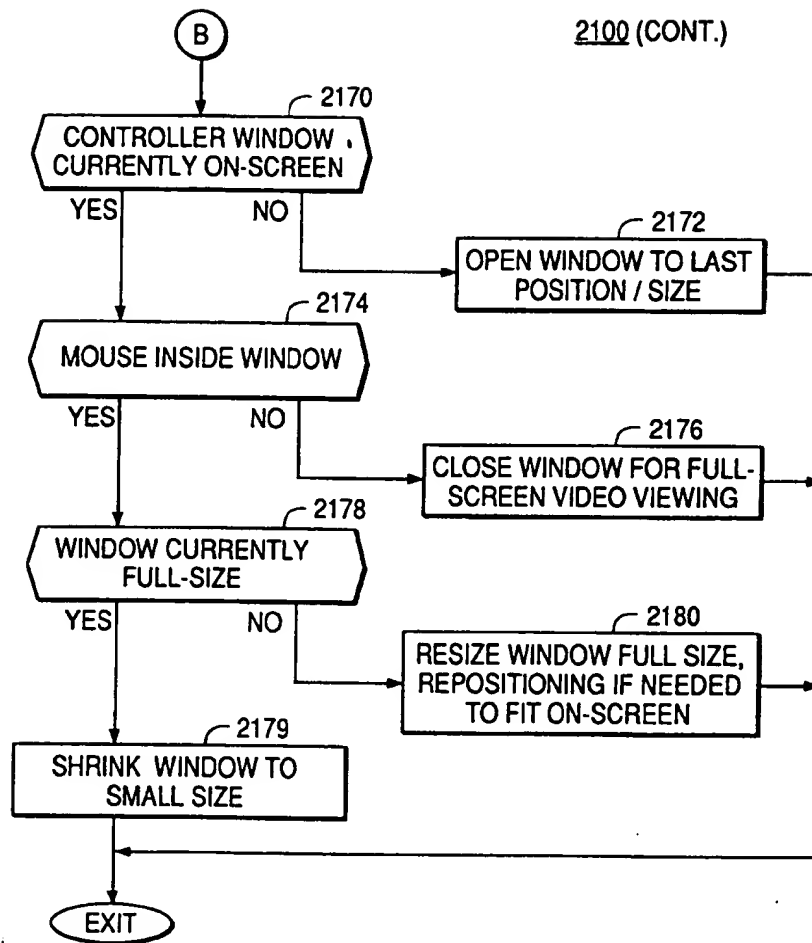 B
2100 (CONT.)
2170
CONTROLLER WINDOW
CURRENTLY ON-SCREEN
YES
NO
2172
OPEN WINDOW TO LAST
POSITION / SIZE
2174
MOUSE INSIDE WINDOW
YES
NO
2176
CLOSE WINDOW FOR FULL-
SCREEN VIDEO VIEWING
2178
WINDOW CURRENTLY
FULL-SIZE
YES
NO
2180
RESIZE WINDOW FULL SIZE,
REPOSITIONING IF NEEDED
TO FIT ON-SCREEN
2179
SHRINK WINDOW TO
SMALL SIZE
EXIT